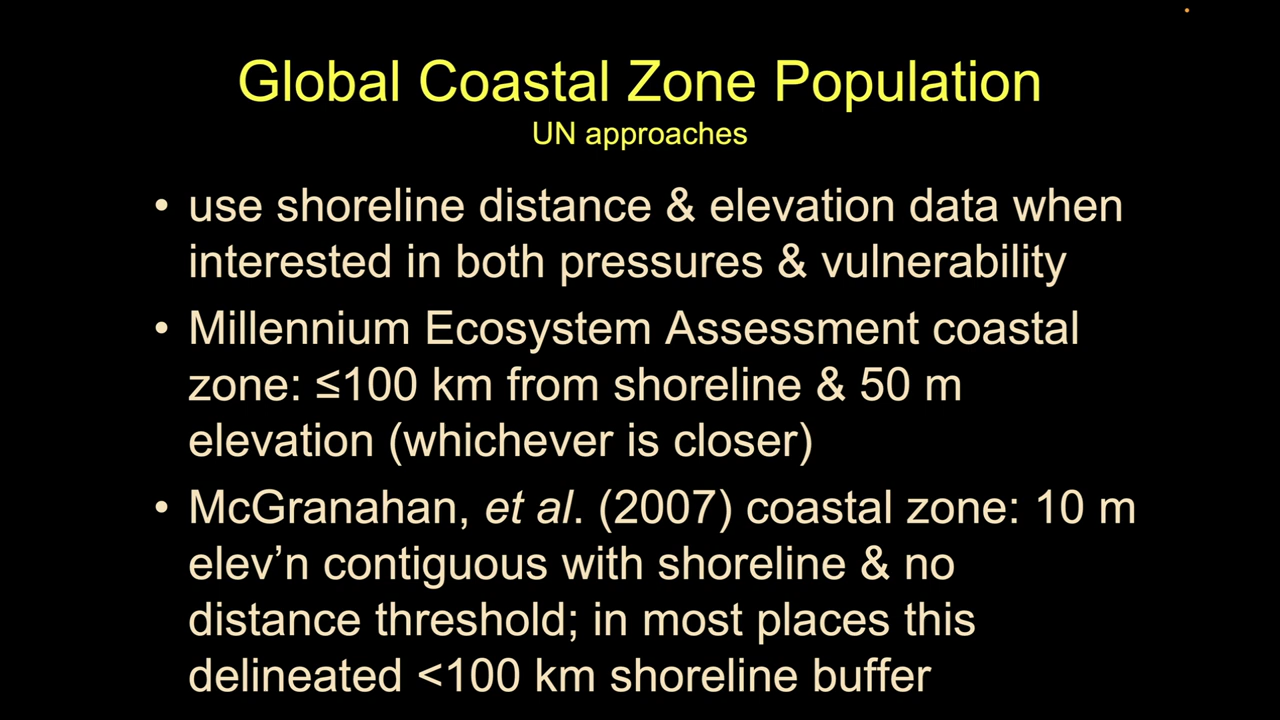 Global Coastal Zone Population
UN approaches
• use shoreline distance & elevation data when
interested in both pressures & vulnerability
• Millennium Ecosystem Assessment coastal
zone: ≤100 km from shoreline & 50 m
elevation (whichever is closer)
• McGranahan, et al. (2007) coastal zone: 10 m
elev’n contiguous with shoreline & no
distance threshold; in most places this
delineated <100 km shoreline buffer